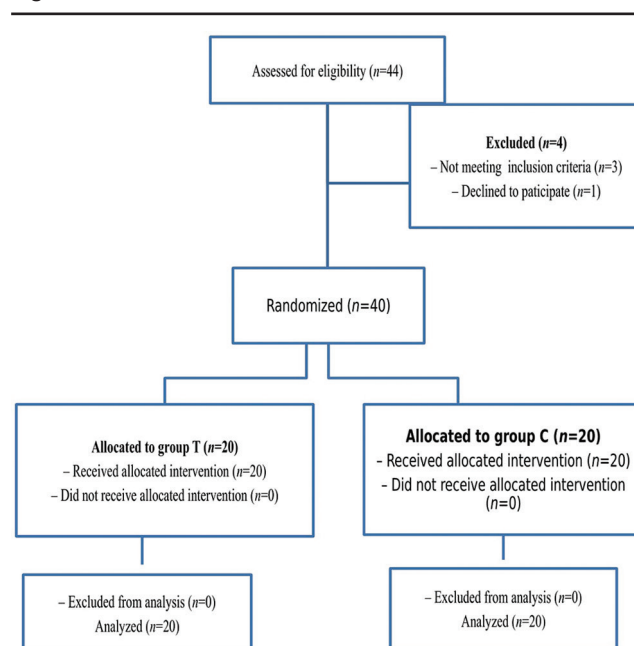 Assessed for eligibility (n=44)
Excluded (n=4)
– Not meeting inclusion criteria (n=3)
– Declined to paticipate (n=1)
Randomized (n=40)
Allocated to group T (n=20)
– Received allocated intervention (n=20)
– Did not receive allocated intervention (n=0)
Allocated to group C (n=20)
– Received allocated intervention (n=20)
– Did not receive allocated intervention
(n=0)
– Excluded from analysis (n=0)
Analyzed (n=20)
– Excluded from analysis (n=0)
Analyzed (n=20)